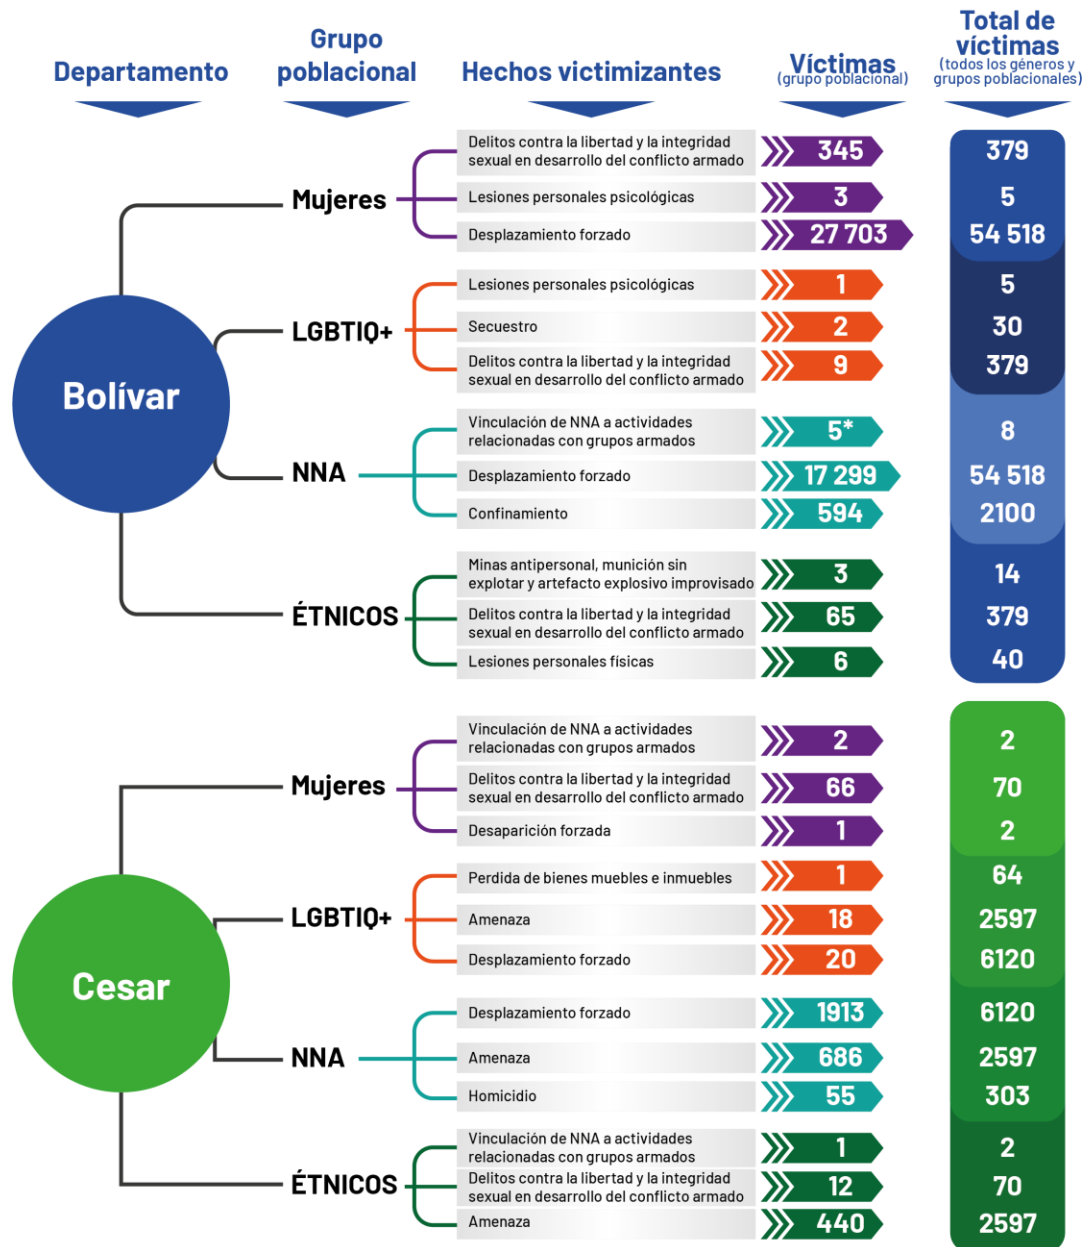 Departamento
Grupo
poblacional
Hechos victimizantes
Víctimas
(grupo poblacional)
Total de
víctimas
(todos los géneros y
grupos poblacionales)
Bolívar
Mujeres
Delitos contra la libertad y la integridad
sexual en desarrollo del conflicto armado
345
379
Lesiones personales psicológicas
3
5
Desplazamiento forzado
27 703
54 518
LGBTIQ+
Lesiones personales psicológicas
1
5
Secuestro
2
30
Delitos contra la libertad y la integridad
sexual en desarrollo del conflicto armado
9
379
NNA
Vinculación de NNA a actividades
relacionadas con grupos armados
5*
8
Desplazamiento forzado
17 299
54 518
Confinamiento
594
2100
ÉTNICOS
Minas antipersonal, munición sin
explotar y artefacto explosivo improvisado
3
14
Delitos contra la libertad y la integridad
sexual en desarrollo del conflicto armado
65
379
Lesiones personales físicas
6
40
Cesar
Mujeres
Vinculación de NNA a actividades
relacionadas con grupos armados
2
2
Delitos contra la libertad y la integridad
sexual en desarrollo del conflicto armado
66
70
Desaparición forzada
1
2
LGBTIQ+
Perdida de bienes muebles e inmuebles
1
64
Amenaza
18
2597
Desplazamiento forzado
20
6120
NNA
Desplazamiento forzado
1913
6120
Amenaza
686
2597
Homicidio
55
303
ÉTNICOS
Vinculación de NNA a actividades
relacionadas con grupos armados
1
2
Delitos contra la libertad y la integridad
sexual en desarrollo del conflicto armado
12
70
Amenaza
440
2597